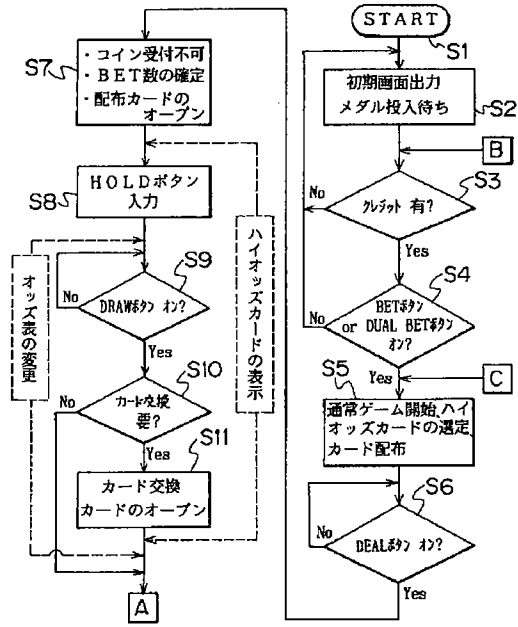 START
S1
初期画面出力
メダル投入待ち
S2
B
S3
クレジット 有?
No
Yes
S4
BETボタン
or DUAL BETボタン
オン?
No
Yes
C
S5
通常ゲーム開始、ハイ
オッズカードの選定、
カード配布
S6
No
DEALボタン オン?
Yes
S7
・コイン受付不可
・BET数の確定
・配布カードの
オープン
S8
HOLDボタン
入力
S9
No
DRAWボタン オン?
Yes
S10
No
カード交換
要?
Yes
S11
カード交換
カードのオープン
A
オッズ表の変更
ハイオッズカードの表示